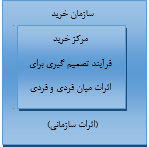 سازمان خرید
مرکز خرید
فرآیند تصمیم گیری برای
اثرات میان فردی و فردی
(اثرات سازمانی)